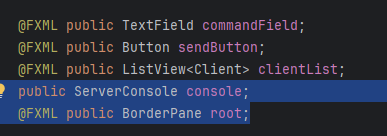 @FXML public TextField commandField;
@FXML public Button sendButton;
@FXML public ListView<Client> clientList;
public ServerConsole console;
@FXML public BorderPane root;